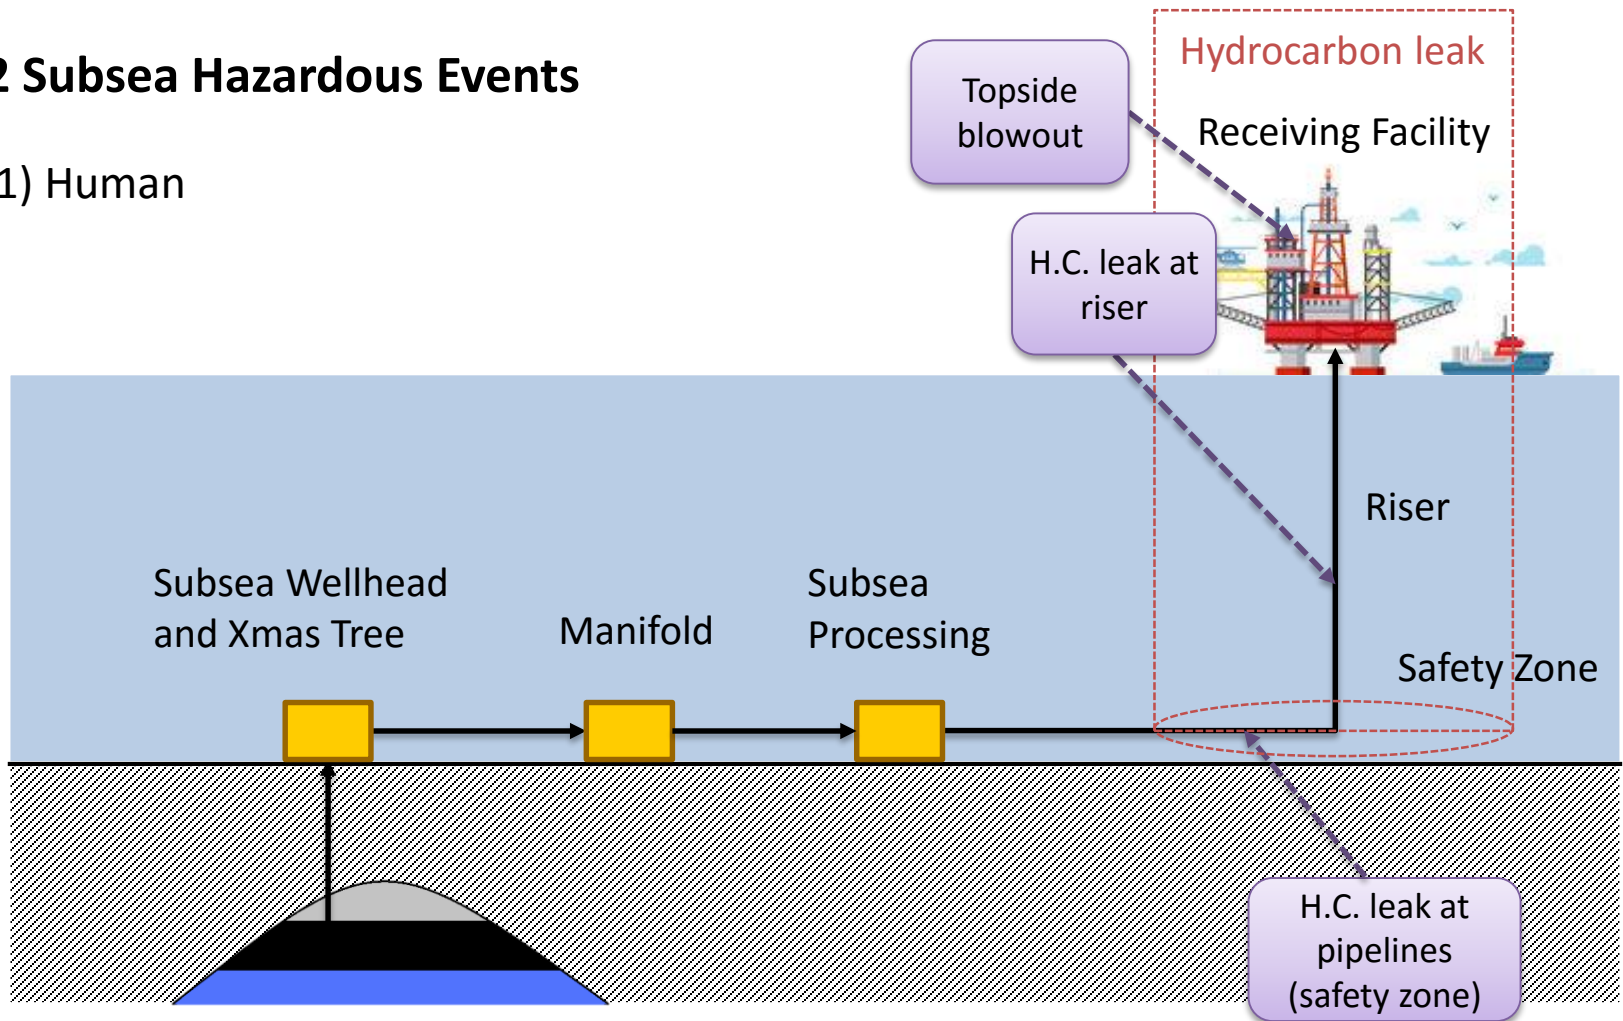 2 Subsea Hazardous Events
1) Human
Hydrocarbon leak
Topside
blowout
Receiving Facility
H.C. leak at
riser
Riser
Subsea Wellhead
and Xmas Tree
Manifold
Subsea
Processing
Safety Zone
H.C. leak at
pipelines
(safety zone)